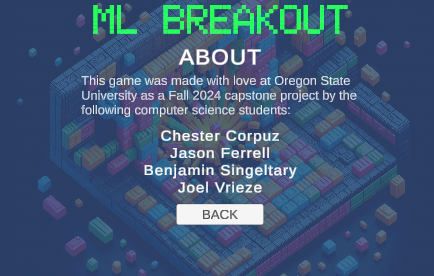 ML BREAKOUT
ABOUT
This game was made with love at Oregon State
University as a Fall 2024 capstone project by the
following computer science students:
Chester Corpuz
Jason Ferrell
Benjamin Singeltary
Joel Vrieze
BACK